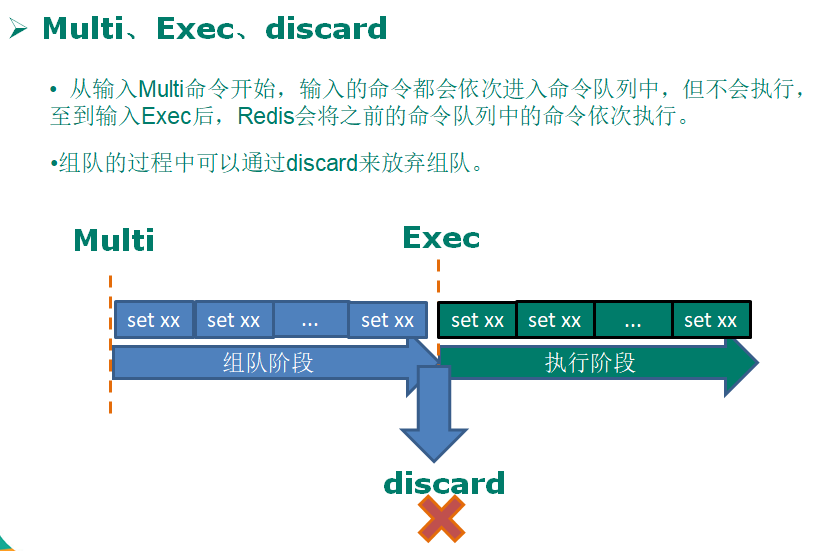 Multi、Exec、discard
• 从输入Multi命令开始，输入的命令都会依次进入命令队列中，但不会执行，
至到输入Exec后，Redis会将之前的命令队列中的命令依次执行。
•组队的过程中可以通过discard来放弃组队。
Multi
Exec
set xx set xx ... set xx set xx set xx ... set xx
组队阶段 执行阶段
discard